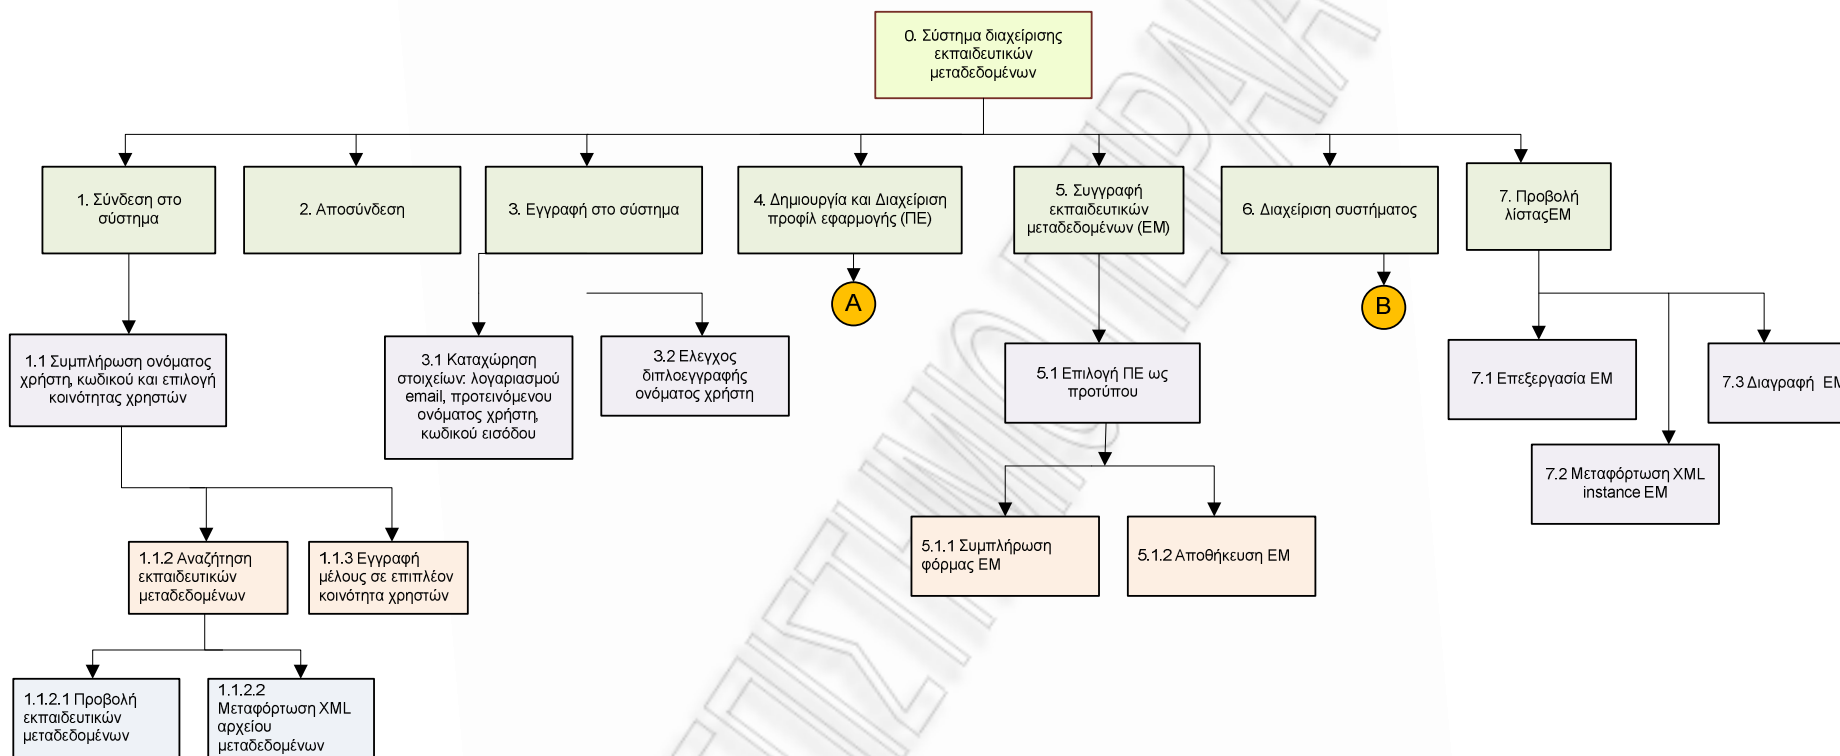 0. Σύστημα διαχείρισης
εκπαιδευτικών
μεταδεδομένων
1. Σύνδεση στο
σύστημα
2. Αποσύνδεση
3. Εγγραφή στο σύστημα
4. Δημιουργία και Διαχείριση
προφίλ εφαρμογής (ΠΕ)
5. Συγγραφή
εκπαιδευτικών
μεταδεδομένων (ΕΜ)
6. Διαχείριση συστήματος
7. Προβολή
λίσταςΕΜ
A
B
1.1 Συμπλήρωση ονόματος
χρήστη, κωδικού και επιλογή
κοινότητας χρηστών
3.1 Καταχώρηση
στοιχείων: λογαριασμού
email, προτεινόμενου
ονόματος χρήστη,
κωδικού εισόδου
3.2 Ελεγχος
διπλοεγγραφής
ονόματος χρήστη
5.1 Επιλογή ΠΕ ως
προτύπου
7.1 Επεξεργασία ΕΜ
7.3 Διαγραφή ΕΜ
7.2 Μεταφόρτωση XML
instance ΕΜ
1.1.2 Αναζήτηση
εκπαιδευτικών
μεταδεδομένων
1.1.3 Εγγραφή
μέλους σε επιπλέον
κοινότητα χρηστών
5.1.1 Συμπλήρωση
φόρμας ΕΜ
5.1.2 Αποθήκευση ΕΜ
1.1.2.1 Προβολή
εκπαιδευτικών
μεταδεδομένων
1.1.2.2
Μεταφόρτωση XML
αρχείου
μεταδεδομένων